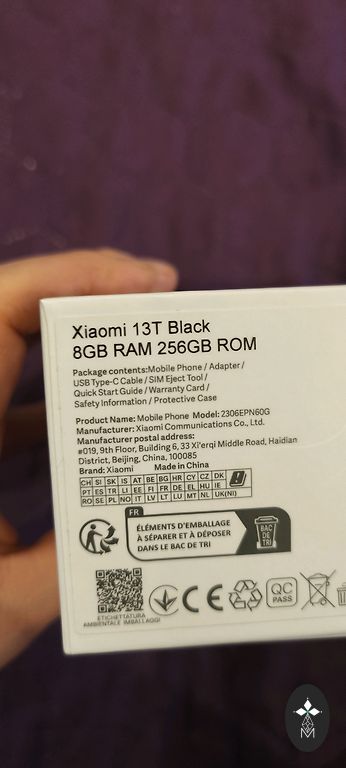 Xiaomi 13T Black
8GB RAM 256GB ROM
Package contents:Mobile Phone / Adapter /
USB Type-C Cable / SIM Eject Tool /
Quick Start Guide / Warranty Card /
Safety Information / Protective Case
Product Name: Mobile Phone Model: 2306EPN60G
Manufacturer: Xiaomi Communications Co., Ltd.
Manufacturer postal address:
#019, 9th Floor, Building 6, 33 Xi'erqi Middle Road, Haidian
District, Beijing, China, 100085
Brand: Xiaomi Made in China
CH SI SK IS AT BE BG HR CY CZ DK
PT ES TR LI EE FI FR DE EL HU IE
RO SE PL NO IT LV LT LU MT NL UK(NI)
FR
ÉLÉMENTS D'EMBALLAGE
À SÉPARER ET À DÉPOSER
DANS LE BAC DE TRI
BAC
DE
TRI
CE
QC
PASS
ETICHETTATURA
AMBIENTALE IMBALLAGGI
M